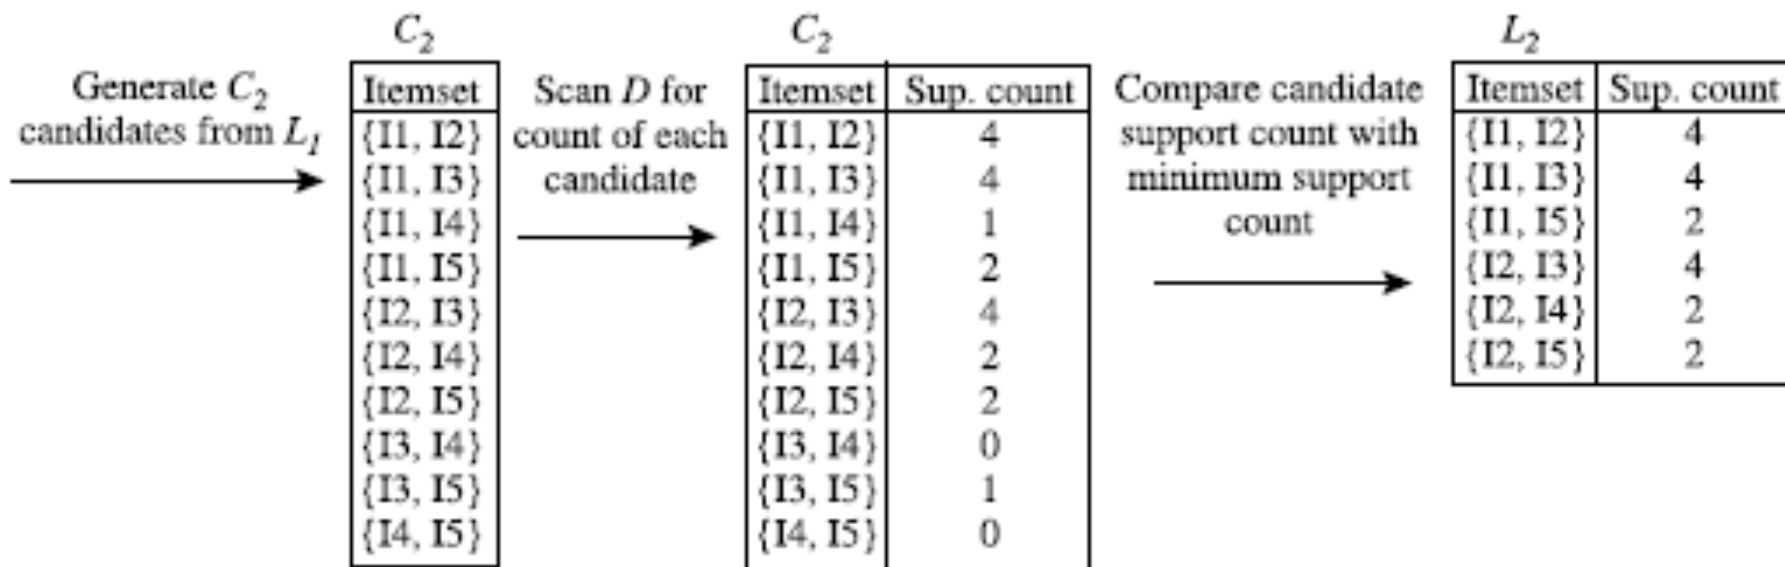 C2
Generate C2
candidates from L1
Itemset
{I1, I2}
{I1, I3}
{I1, I4}
{I1, I5}
{I2, I3}
{I2, I4}
{I2, I5}
{I3, I4}
{I3, I5}
{I4, I5}
Scan D for
count of each
candidate
C2
Itemset Sup. count
{I1, I2} 4
{I1, I3} 4
{I1, I4} 1
{I1, I5} 2
{I2, I3} 4
{I2, I4} 2
{I2, I5} 2
{I3, I4} 0
{I3, I5} 1
{I4, I5} 0
Compare candidate
support count with
minimum support
count
L2
Itemset Sup. count
{I1, I2} 4
{I1, I3} 4
{I1, I5} 2
{I2, I3} 4
{I2, I4} 2
{I2, I5} 2